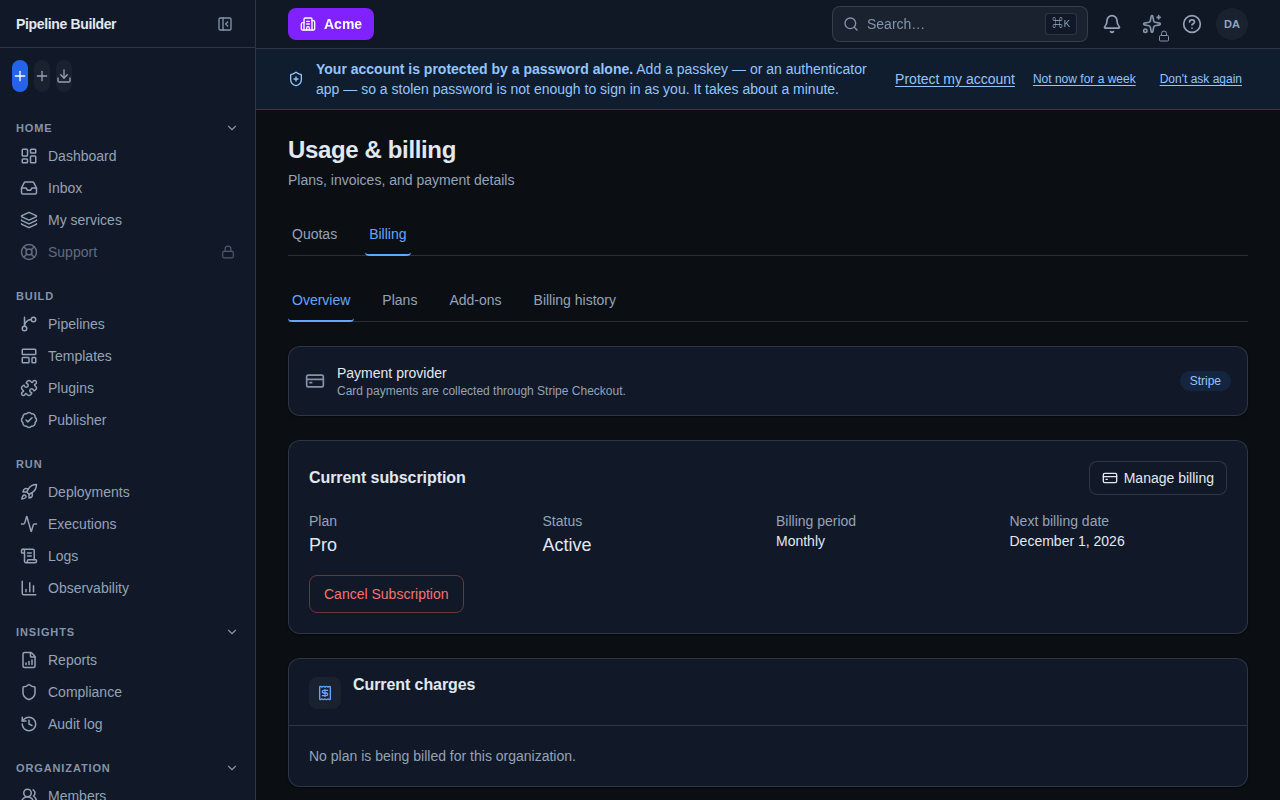 Pipeline Builder
Acme
Search…
⌘K
DA
Your account is protected by a password alone. Add a passkey — or an authenticator
app — so a stolen password is not enough to sign in as you. It takes about a minute.
Protect my account
Not now for a week
Don't ask again
HOME
Dashboard
Inbox
My services
Support
BUILD
Pipelines
Templates
Plugins
Publisher
RUN
Deployments
Executions
Logs
Observability
INSIGHTS
Reports
Compliance
Audit log
ORGANIZATION
Members
Usage & billing
Plans, invoices, and payment details
Quotas
Billing
Overview
Plans
Add-ons
Billing history
Payment provider
Card payments are collected through Stripe Checkout.
Stripe
Current subscription
Manage billing
Plan
Pro
Status
Active
Billing period
Monthly
Next billing date
December 1, 2026
Cancel Subscription
Current charges
No plan is being billed for this organization.